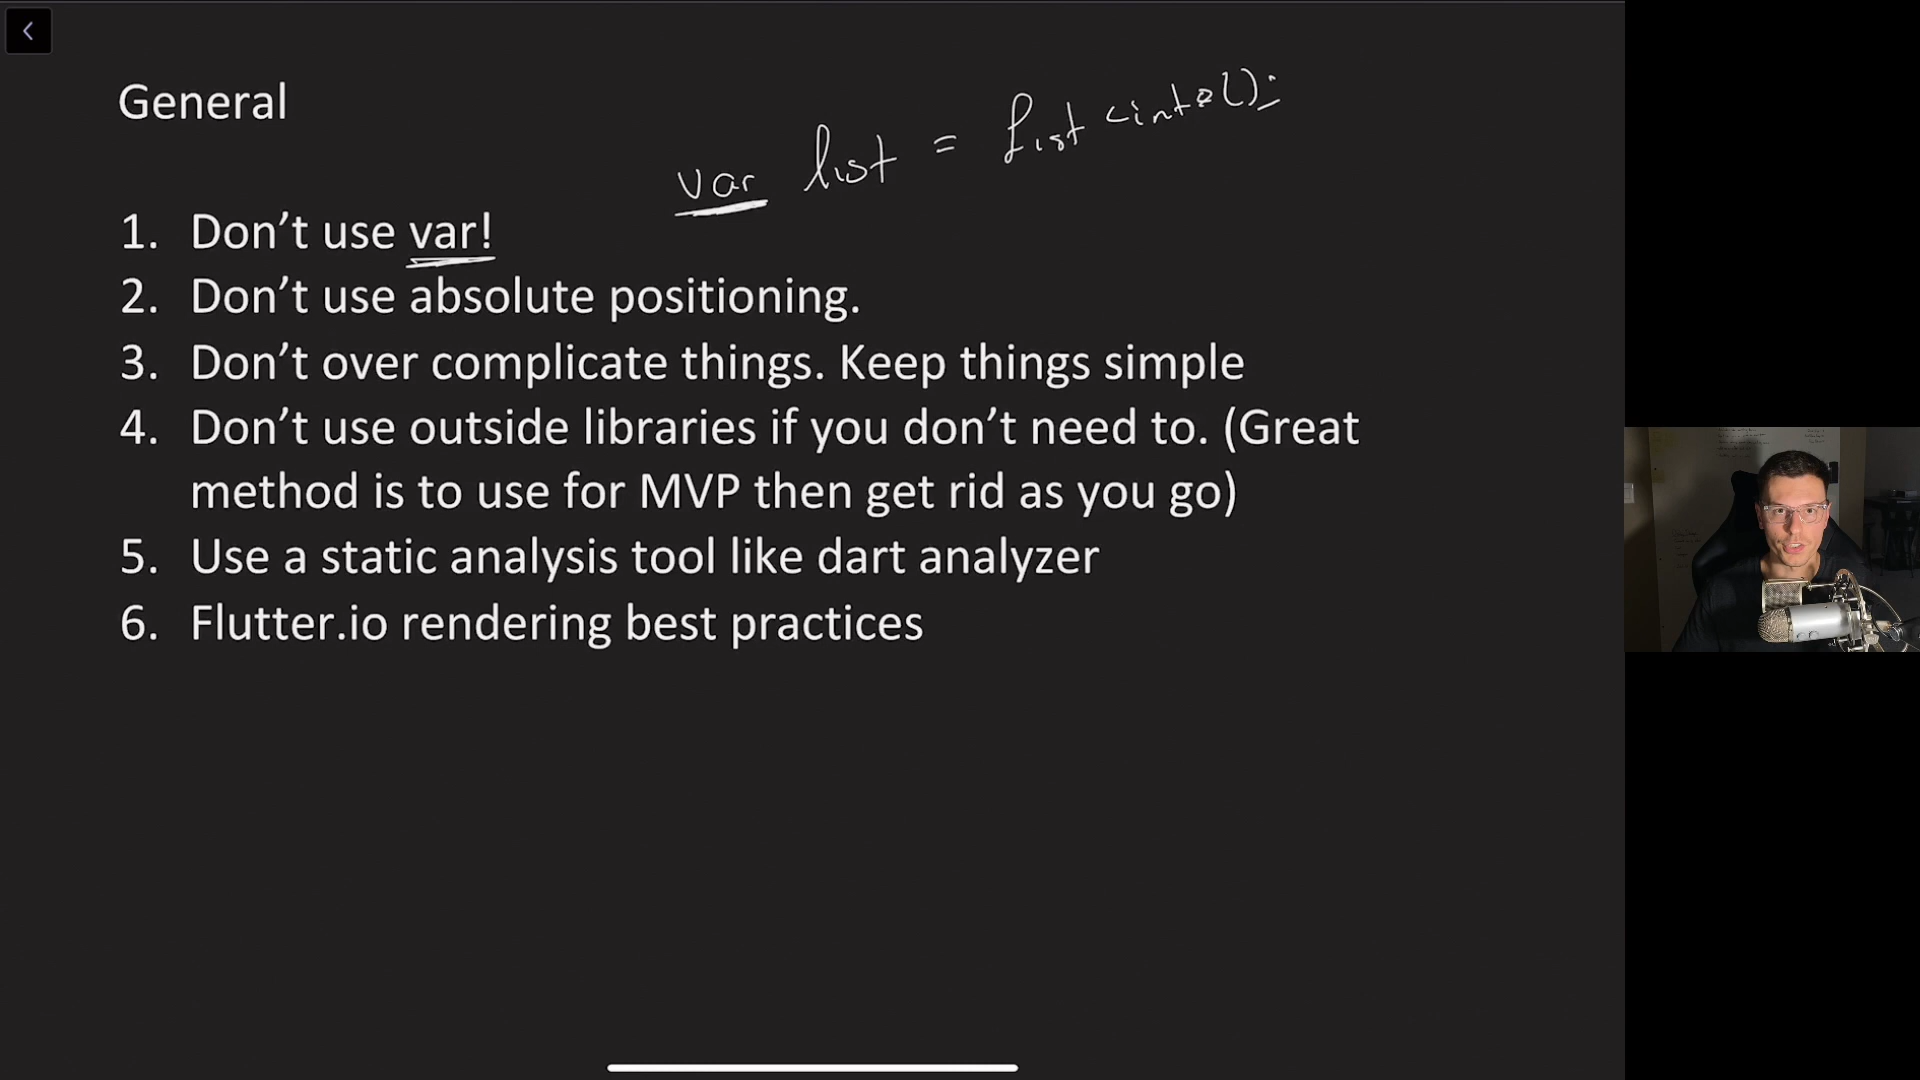 General
var list = List<int>();
1. Don’t use var!
2. Don’t use absolute positioning.
3. Don’t over complicate things. Keep things simple
4. Don’t use outside libraries if you don’t need to. (Great
method is to use for MVP then get rid as you go)
5. Use a static analysis tool like dart analyzer
6. Flutter.io rendering best practices